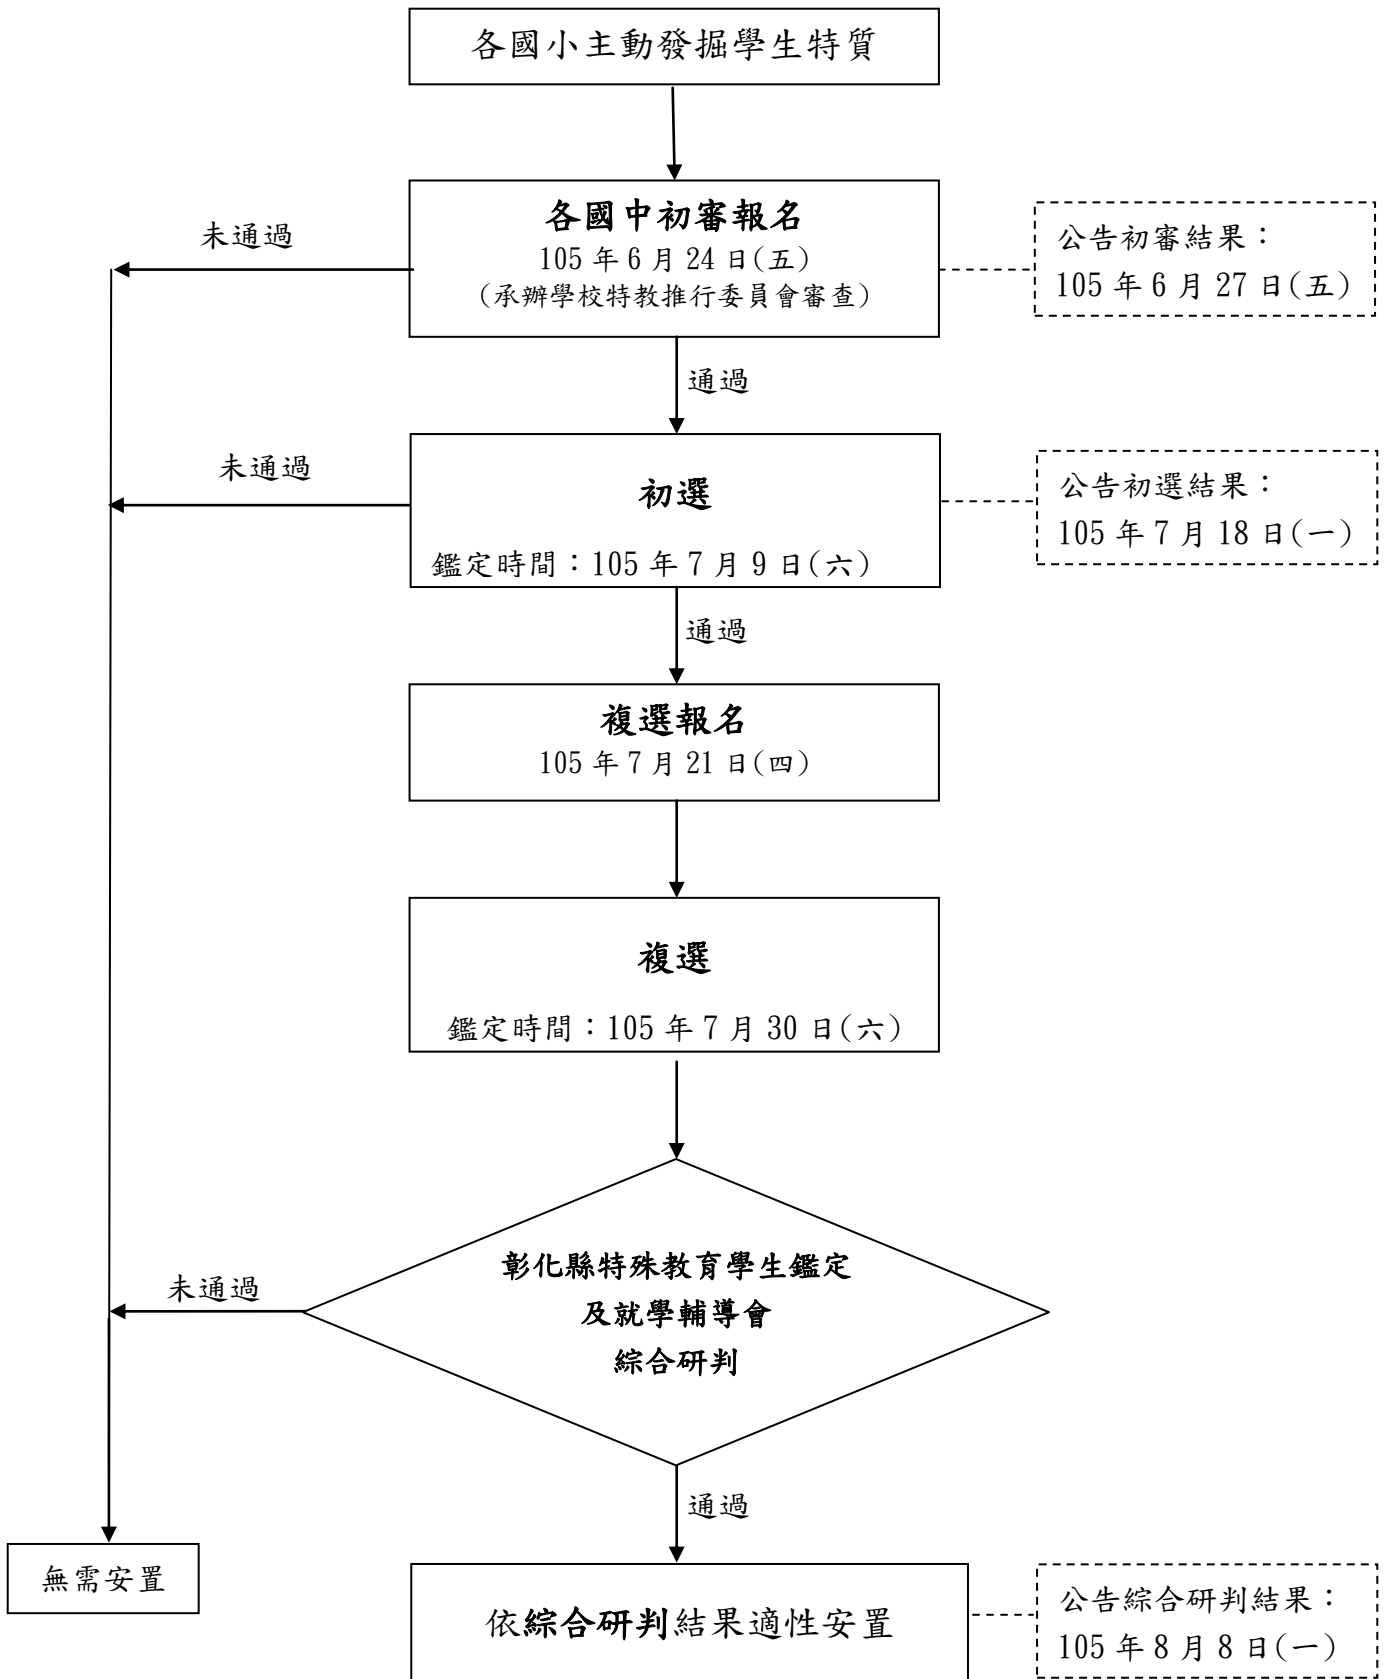 各國小主動發掘學生特質
各國中初審報名
105 年 6 月 24 日(五)
(承辦學校特教推行委員會審查)
未通過
公告初審結果：
105 年 6 月 27 日(五)
通過
初選
鑑定時間：105 年 7 月 9 日(六)
未通過
公告初選結果：
105 年 7 月 18 日(一)
通過
複選報名
105 年 7 月 21 日(四)
複選
鑑定時間：105 年 7 月 30 日(六)
彰化縣特殊教育學生鑑定
及就學輔導會
綜合研判
未通過
通過
無需安置
依綜合研判結果適性安置
公告綜合研判結果：
105 年 8 月 8 日(一)